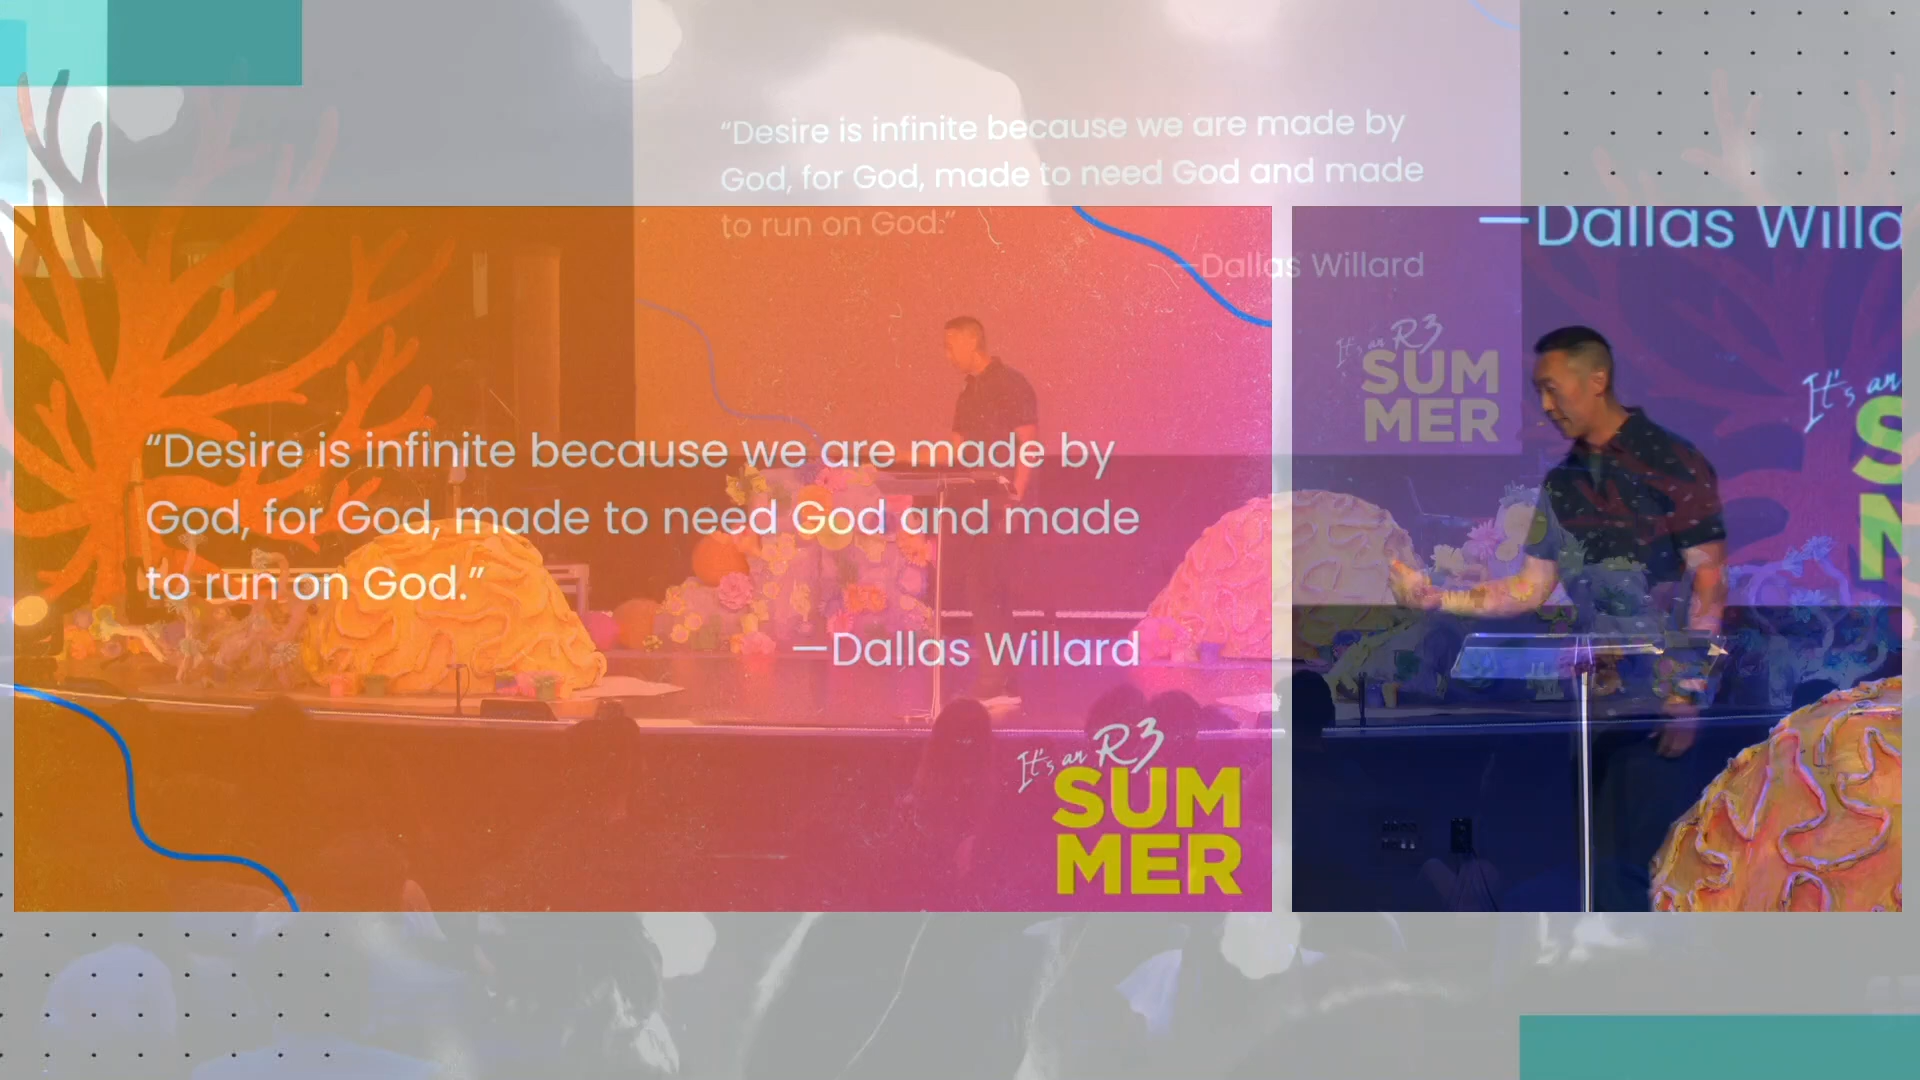 “Desire is infinite because we are made by
God, for God, made to need God and made
to run on God.”
—Dallas Willard
It's an R3
SUM
MER
“Desire is infinite because we are made by
God, for God, made to need God and made
to run on God.”
—Dallas Willard
It's an R3
SUM
MER
—Dallas Willa
It's an
S
N